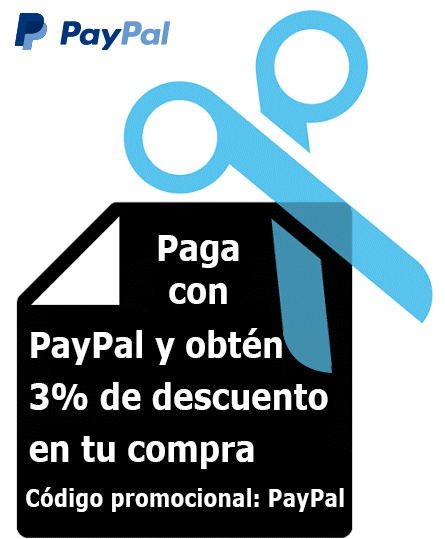 PayPal
Paga
con
PayPal y obtén
3% de descuento
en tu compra
Código promocional: PayPal